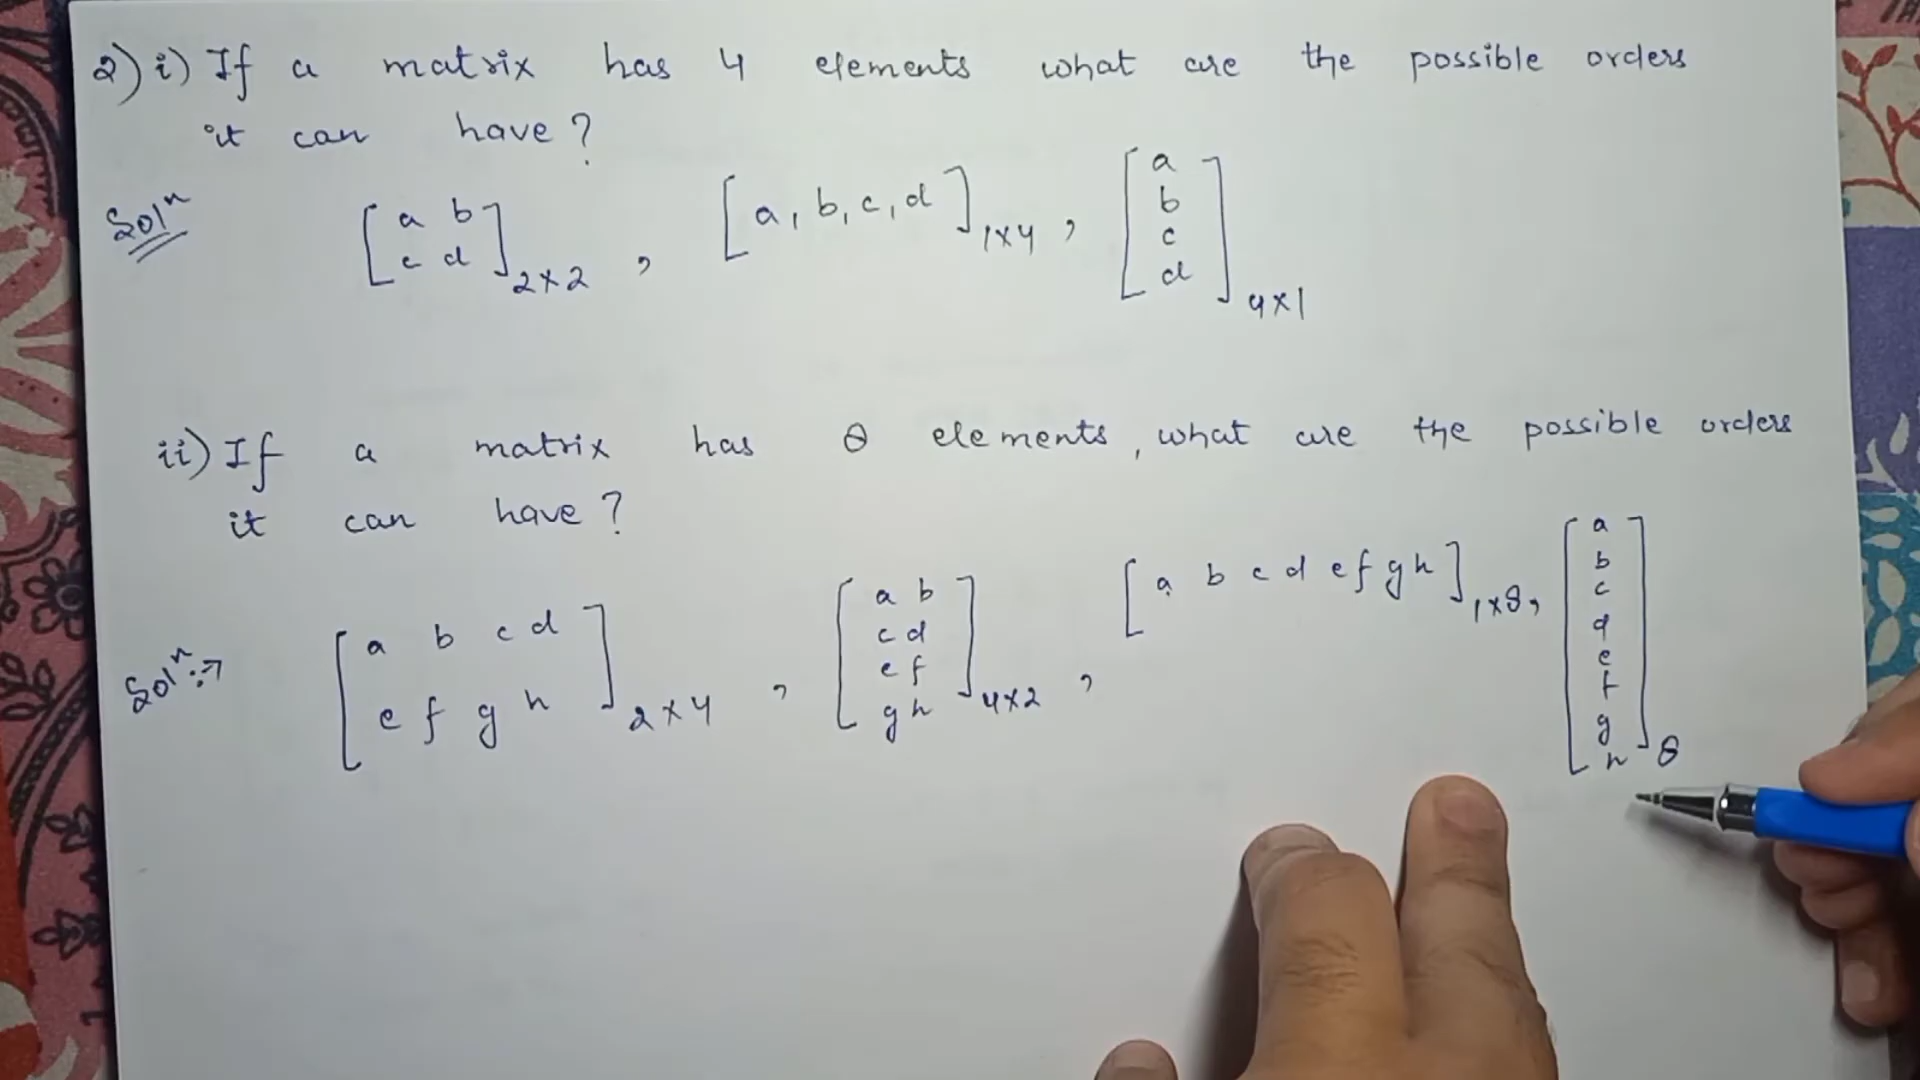 2) i) If a matrix has 4 elements what are the possible orders
it can have?
Solⁿ [a b
c d]2×2 , [a, b, c, d]1×4 , [a
b
c
d]4×1
ii) If a matrix has 8 elements, what are the possible orders
it can have?
Solⁿ :→ [a b c d
e f g h]2×4 , [a b
c d
e f
g h]4×2 , [a b c d e f g h]1×8, [a
b
c
d
e
f
g
h]8